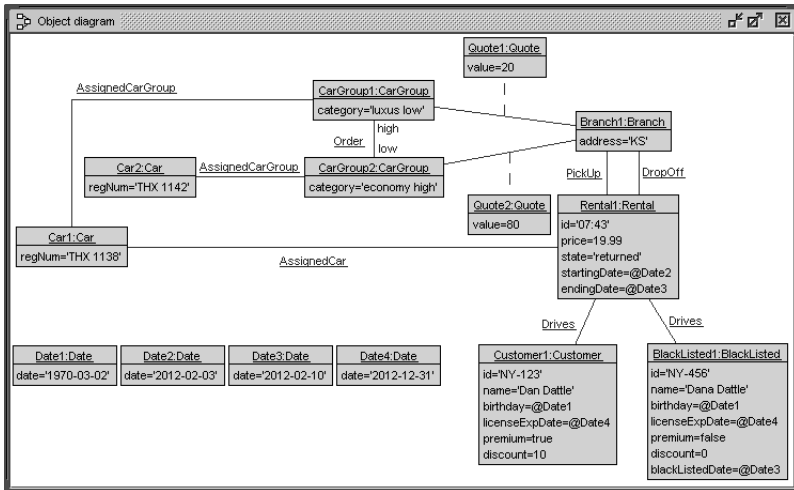 Object diagram
Quote1:Quote
value=20
AssignedCarGroup
CarGroup1:CarGroup
category='luxus low'
high
Order
low
Branch1:Branch
address='KS'
Car2:Car
regNum='THX 1142'
AssignedCarGroup
CarGroup2:CarGroup
category='economy high'
PickUp
DropOff
Quote2:Quote
value=80
Rental1:Rental
id='07:43'
price=19.99
state='returned'
startingDate=@Date2
endingDate=@Date3
Car1:Car
regNum='THX 1138'
AssignedCar
Drives
Drives
Date1:Date
date='1970-03-02'
Date2:Date
date='2012-02-03'
Date3:Date
date='2012-02-10'
Date4:Date
date='2012-12-31'
Customer1:Customer
id='NY-123'
name='Dan Dattle'
birthday=@Date1
licenseExpDate=@Date4
premium=true
discount=10
BlackListed1:BlackListed
id='NY-456'
name='Dana Dattle'
birthday=@Date1
licenseExpDate=@Date4
premium=false
discount=0
blackListedDate=@Date3